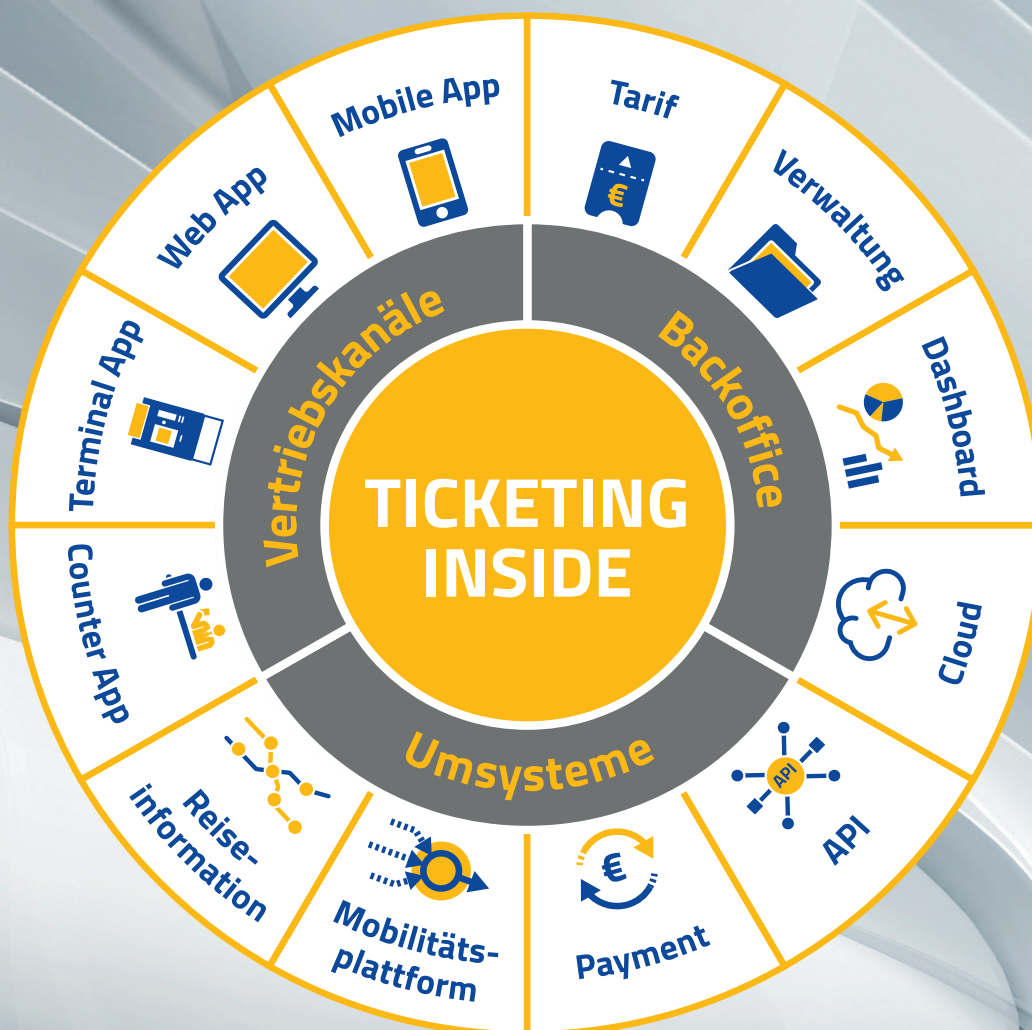 TICKETING
INSIDE
Vertriebskanäle
Backoffice
Umsysteme
Mobile App
Tarif
€
Verwaltung
Dashboard
Cloud
API
API
Payment
€
Mobilitäts-
plattform
Reise-
information
Counter App
Terminal App
Web App